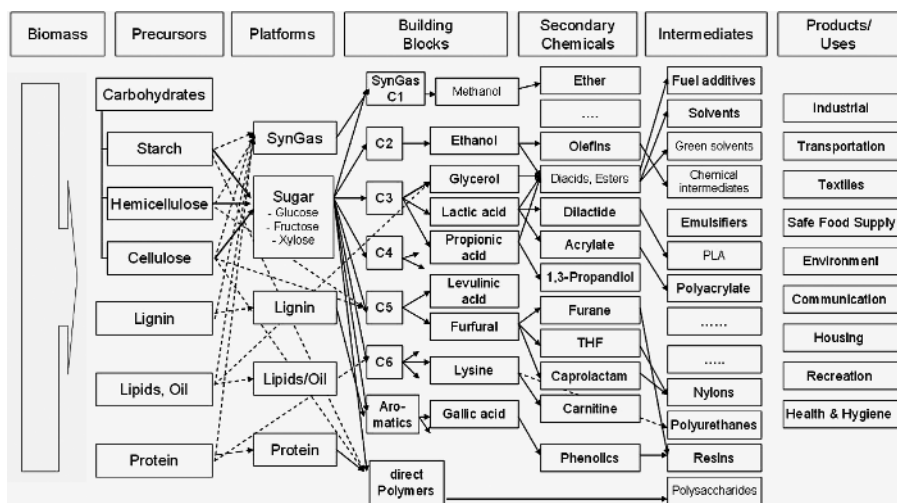 Biomass
Precursors
Platforms
Building
Blocks
Secondary
Chemicals
Intermediates
Products/
Uses
Carbohydrates
Starch
Hemicellulose
Cellulose
Lignin
Lipids, Oil
Protein
SynGas
Sugar
- Glucose
- Fructose
- Xylose
Lignin
Lipids/Oil
Protein
SynGas
C1
C2
C3
C4
C5
C6
Aro-
matics
direct
Polymers
Methanol
Ethanol
Glycerol
Lactic acid
Propionic
acid
Levulinic
acid
Furfural
Lysine
Gallic acid
Ether
....
Olefins
Diacids, Esters
Dilactide
Acrylate
1,3-Propandiol
Furane
THF
Caprolactam
Carnitine
Phenolics
Fuel additives
Solvents
Green solvents
Chemical
intermediates
Emulsifiers
PLA
Polyacrylate
......
.....
Nylons
Polyurethanes
Resins
Polysaccharides
Industrial
Transportation
Textiles
Safe Food Supply
Environment
Communication
Housing
Recreation
Health & Hygiene